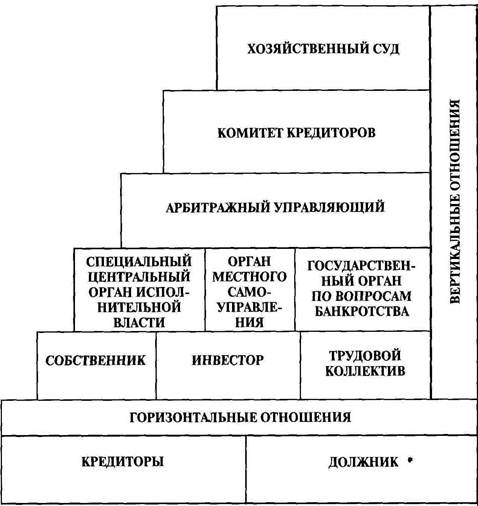 ХОЗЯЙСТВЕННЫЙ СУД
КОМИТЕТ КРЕДИТОРОВ
АРБИТРАЖНЫЙ УПРАВЛЯЮЩИЙ
СПЕЦИАЛЬНЫЙ
ЦЕНТРАЛЬНЫЙ
ОРГАН ИСПОЛ-
НИТЕЛЬНОЙ
ВЛАСТИ
ОРГАН
МЕСТНОГО
САМО-
УПРАВЛЕ-
НИЯ
ГОСУДАРСТВЕН-
НЫЙ ОРГАН
ПО ВОПРОСАМ
БАНКРОТСТВА
СОБСТВЕННИК
ИНВЕСТОР
ТРУДОВОЙ
КОЛЛЕКТИВ
ВЕРТИКАЛЬНЫЕ ОТНОШЕНИЯ
ГОРИЗОНТАЛЬНЫЕ ОТНОШЕНИЯ
КРЕДИТОРЫ
ДОЛЖНИК